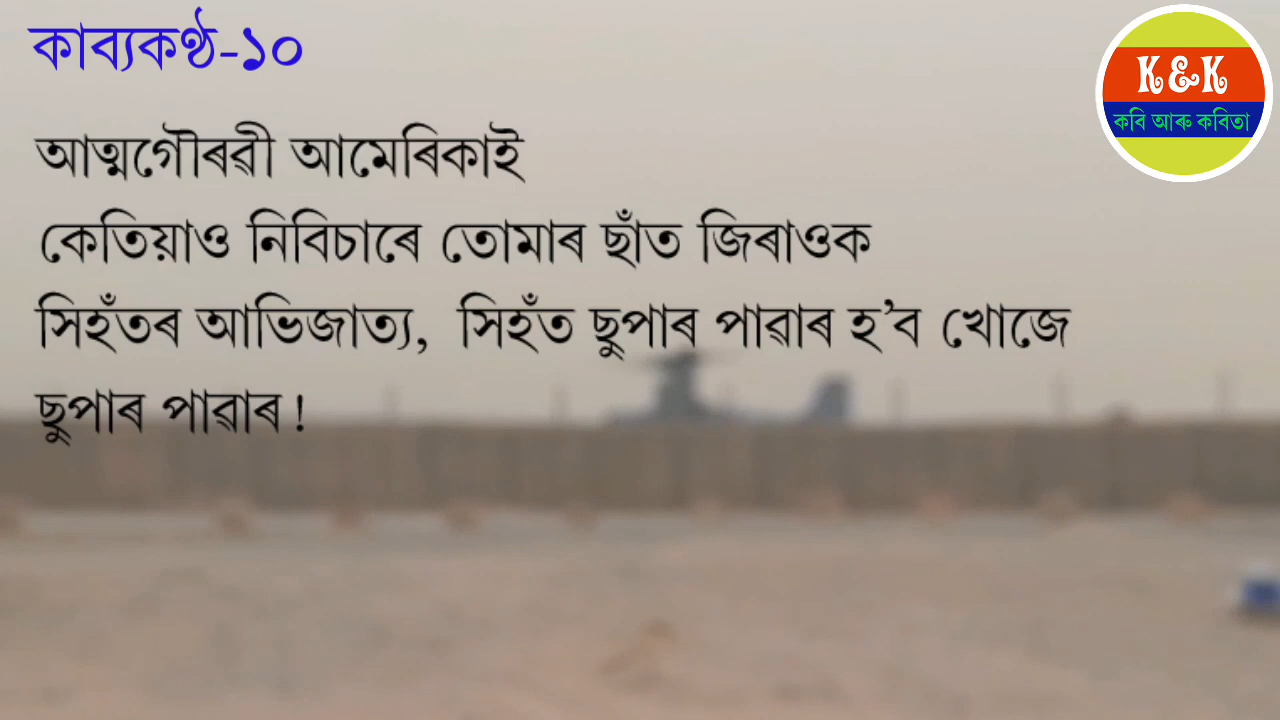 কাব্যকণ্ঠ-১০
K&K
কবি আৰু কবিতা
আত্মগৌৰৱী আমেৰিকাই
কেতিয়াও নিবিচাৰে তোমাৰ ছাঁত জিৰাওক
সিহঁতৰ আভিজাত্য, সিহঁত ছুপাৰ পাৱাৰ হ’ব খোজে
ছুপাৰ পাৱাৰ!